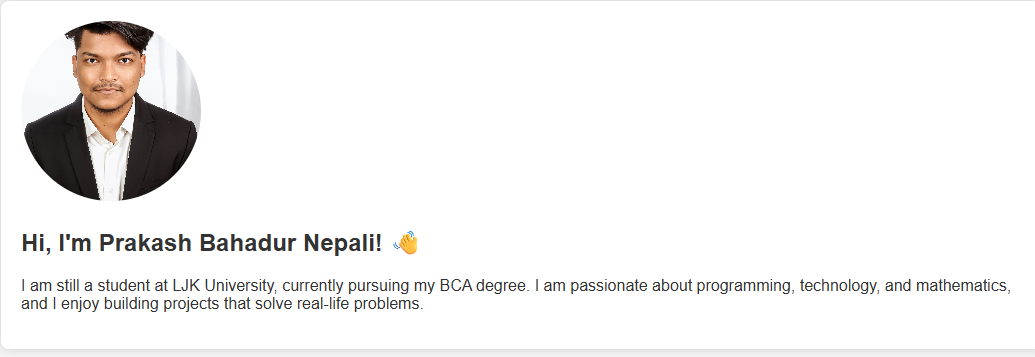 Hi, I'm Prakash Bahadur Nepali! 👋
I am still a student at LJK University, currently pursuing my BCA degree. I am passionate about programming, technology, and mathematics,
and I enjoy building projects that solve real-life problems.